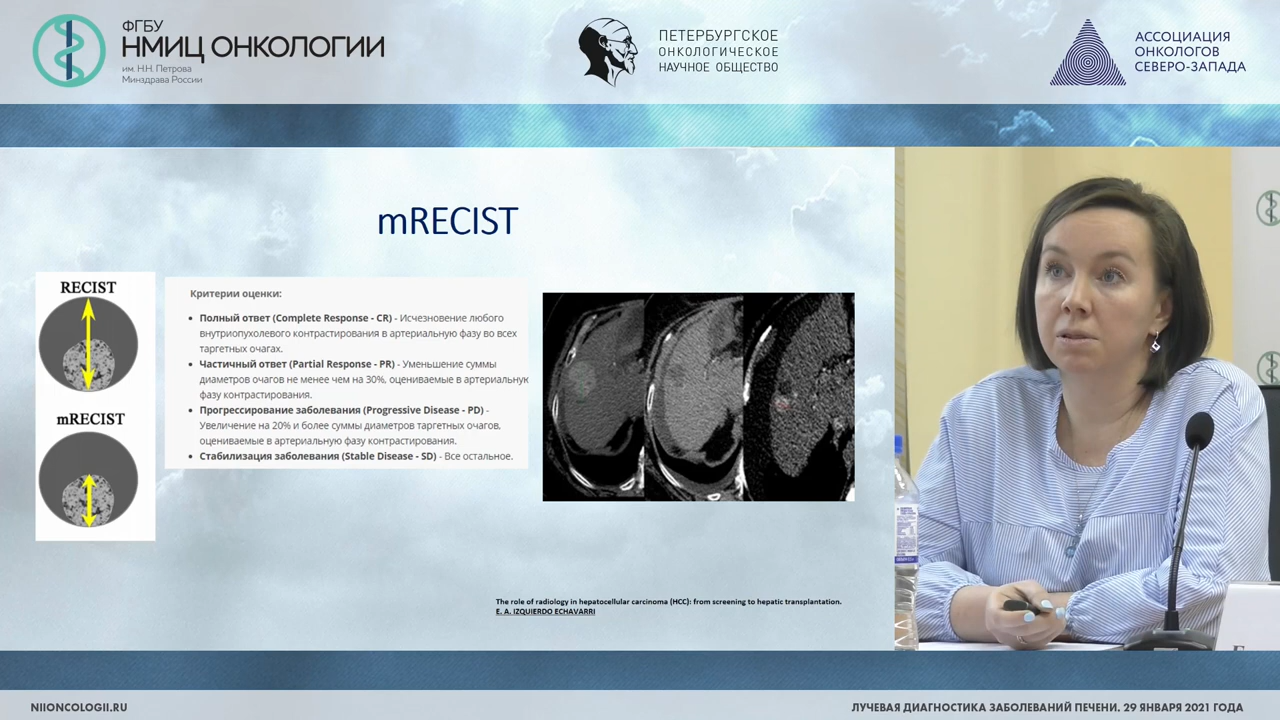 ФГБУ
НМИЦ ОНКОЛОГИИ
им. Н.Н. Петрова
Минздрава России
ПЕТЕРБУРГСКОЕ
ОНКОЛОГИЧЕСКОЕ
НАУЧНОЕ ОБЩЕСТВО
АССОЦИАЦИЯ
ОНКОЛОГОВ
СЕВЕРО-ЗАПАДА
mRECIST
RECIST
mRECIST
Критерии оценки:
• Полный ответ (Complete Response - CR) - Исчезновение любого
внутриопухолевого контрастирования в артериальную фазу во всех
таргетных очагах.
• Частичный ответ (Partial Response - PR) - Уменьшение суммы
диаметров очагов не менее чем на 30%, оцениваемые в артериальную
фазу контрастирования.
• Прогрессирование заболевания (Progressive Disease - PD) -
Увеличение на 20% и более суммы диаметров таргетных очагов,
оцениваемые в артериальную фазу контрастирования.
• Стабилизация заболевания (Stable Disease - SD) - Все остальное.
The role of radiology in hepatocellular carcinoma (HCC): from screening to hepatic transplantation.
E. A. IZQUIERDO ECHAVARRI
NIIONCOLOGII.RU
ЛУЧЕВАЯ ДИАГНОСТИКА ЗАБОЛЕВАНИЙ ПЕЧЕНИ. 29 ЯНВАРЯ 2021 ГОДА